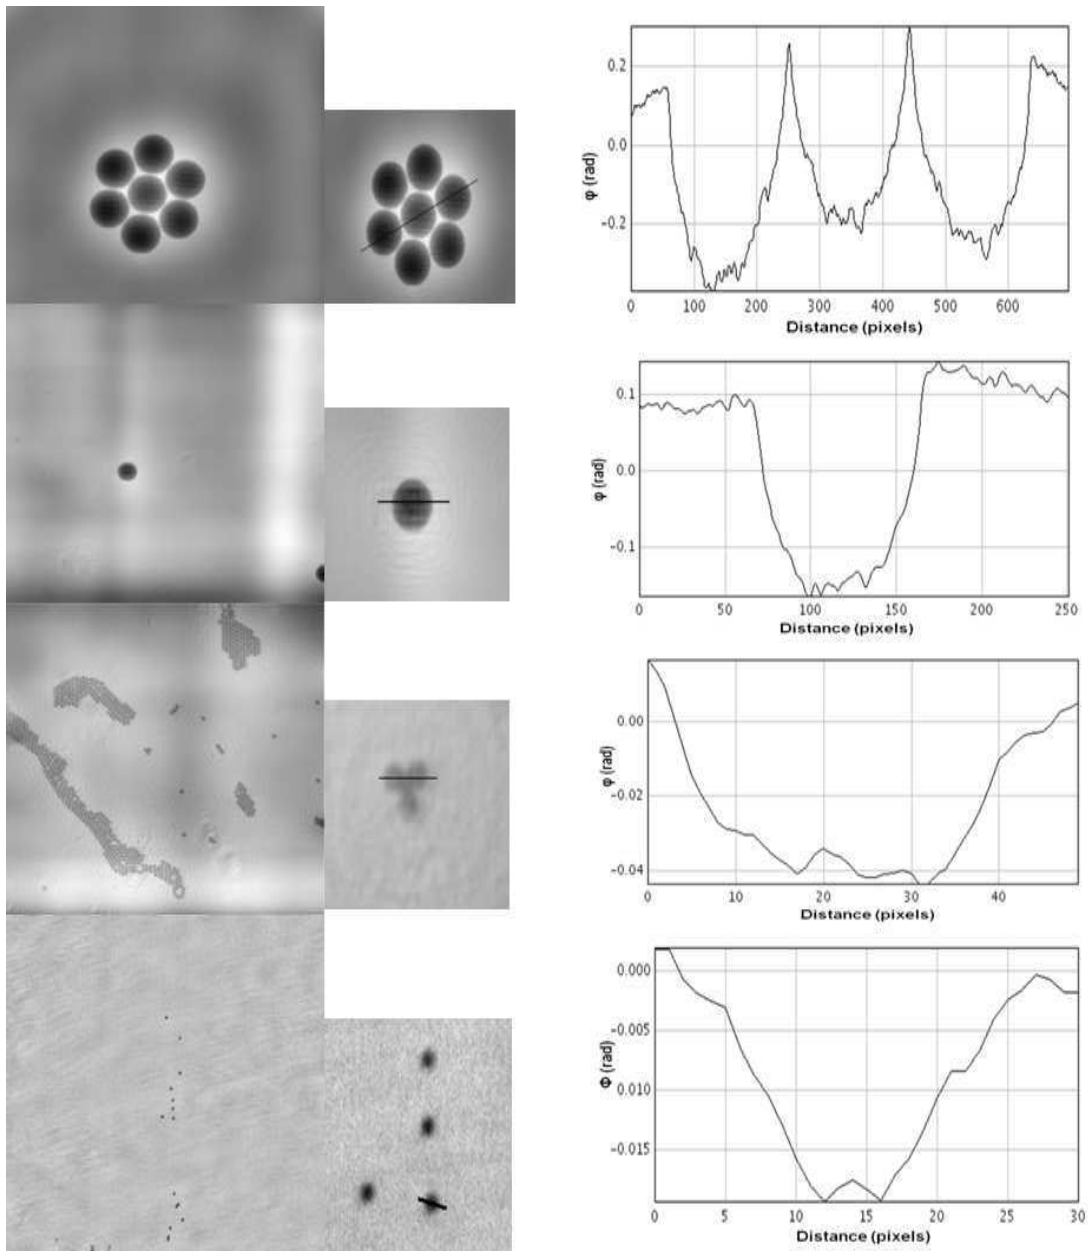 0.2
0.0
−0.2
φ (rad)
0 100 200 300 400 500 600
Distance (pixels)
0.1
0.0
−0.1
φ (rad)
0 50 100 150 200 250
Distance (pixels)
0.00
−0.02
−0.04
φ (rad)
0 10 20 30 40
Distance (pixels)
0.000
−0.005
0.010
−0.015
Φ (rad)
0 5 10 15 20 25 30
Distance (pixels)